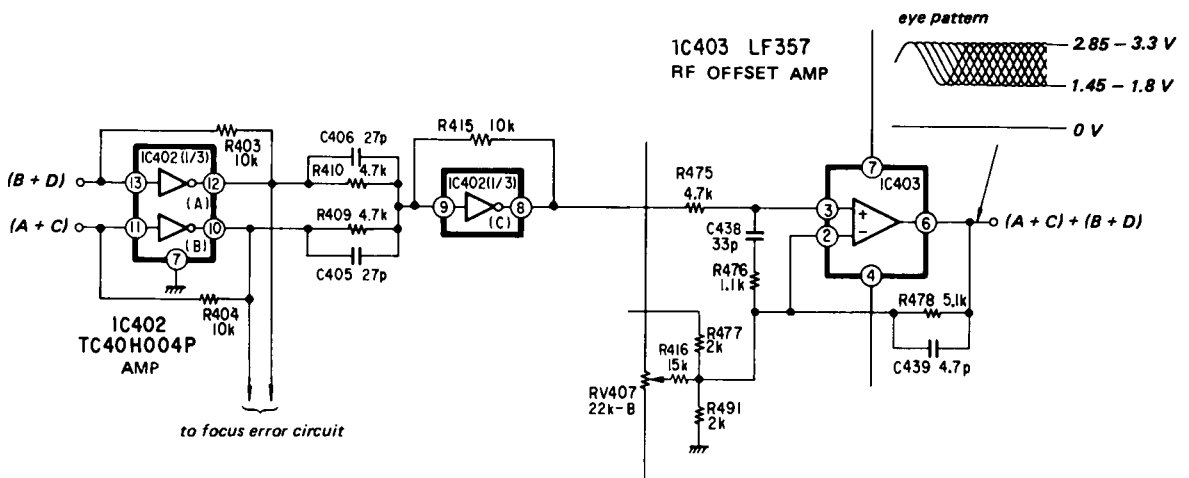 eye pattern
2.85 – 3.3 V
1.45 – 1.8 V
0 V
IC403 LF357
RF OFFSET AMP
R403
10k
C406 27p
R415 10k
(B + D)
13
IC402(1/3)
12
(A)
R410 4.7k
(A + C)
11
10
(B)
7
R409 4.7k
C405 27p
9
IC402(1/3)
8
(C)
R404
10k
IC402
TC40H004P
AMP
to focus error circuit
R475
4.7k
C438
33p
R476
1.1k
7
IC403
3
+
2
−
6
4
(A + C) + (B + D)
R478 5.1k
C439 4.7p
R477
2k
R416
15k
RV407
22k-B
R491
2k